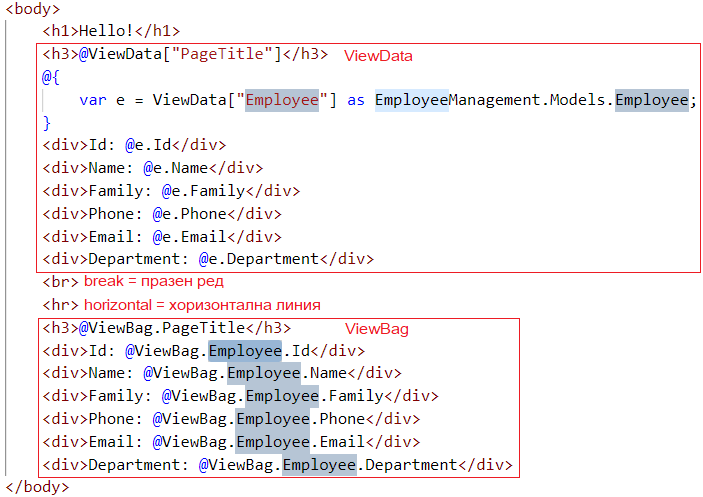 <body>
<h1>Hello!</h1>
<h3>@ViewData["PageTitle"]</h3> ViewData
@{
var e = ViewData["Employee"] as EmployeeManagement.Models.Employee;
}
<div>Id: @e.Id</div>
<div>Name: @e.Name</div>
<div>Family: @e.Family</div>
<div>Phone: @e.Phone</div>
<div>Email: @e.Email</div>
<div>Department: @e.Department</div>
<br> break = празен ред
<hr> horizontal = хоризонтална линия
<h3>@ViewBag.PageTitle</h3> ViewBag
<div>Id: @ViewBag.Employee.Id</div>
<div>Name: @ViewBag.Employee.Name</div>
<div>Family: @ViewBag.Employee.Family</div>
<div>Phone: @ViewBag.Employee.Phone</div>
<div>Email: @ViewBag.Employee.Email</div>
<div>Department: @ViewBag.Employee.Department</div>
</body>